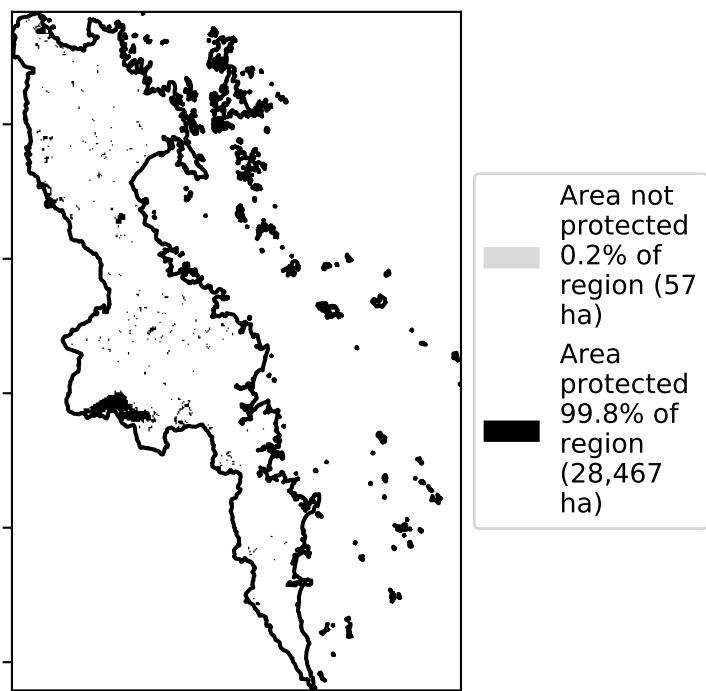 Area not
protected
0.2% of
region (57
ha)
Area
protected
99.8% of
region
(28,467
ha)